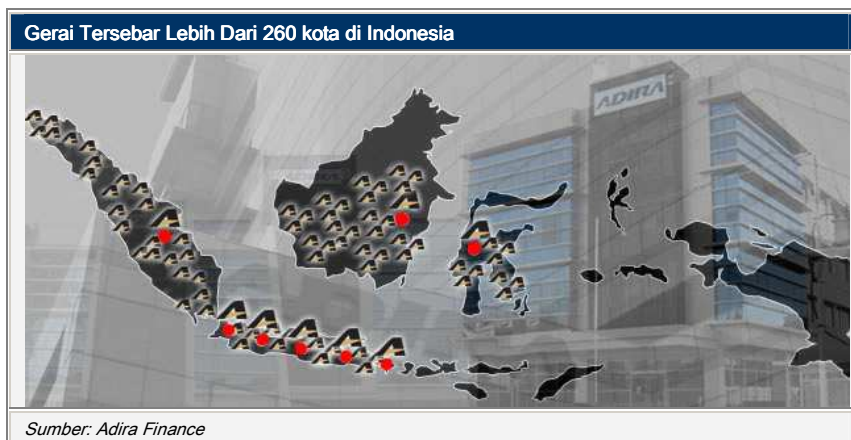 Gerai Tersebar Lebih Dari 260 kota di Indonesia
ADIRA
Sumber: Adira Finance